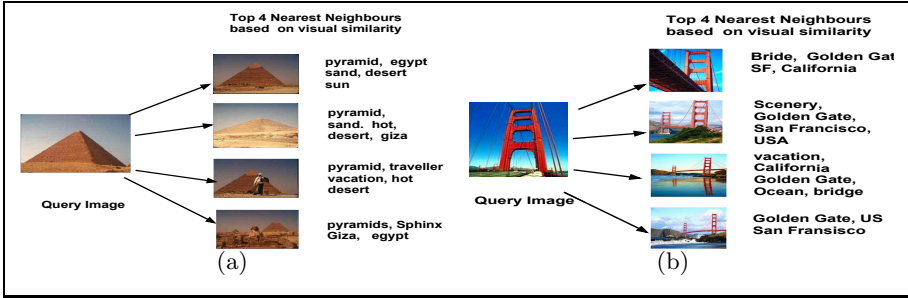 Top 4 Nearest Neighbours
based on visual similarity
pyramid, egypt
sand, desert
sun
pyramid,
sand. hot,
desert, giza
pyramid, traveller
vacation, hot
desert
pyramids, Sphinx
Giza, egypt
Query Image
(a)
Top 4 Nearest Neighbours
based on visual similarity
Bride, Golden Gat
SF, California
Scenery,
Golden Gate,
San Francisco,
USA
vacation,
California
Golden Gate,
Ocean, bridge
Golden Gate, US
San Fransisco
Query Image
(b)